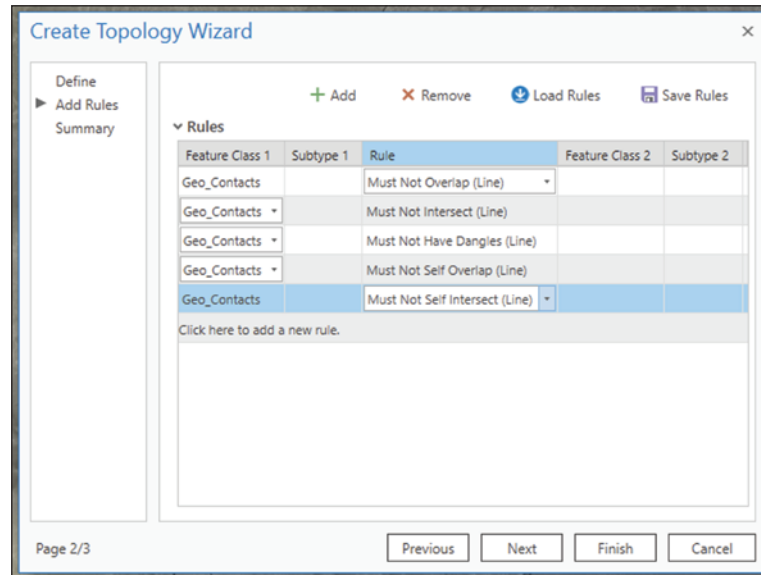 Create Topology Wizard
Define
Add Rules
Summary
Add Remove Load Rules Save Rules
Rules
Feature Class 1 Subtype 1 Rule Feature Class 2 Subtype 2
Geo_Contacts Must Not Overlap (Line)
Geo_Contacts Must Not Intersect (Line)
Geo_Contacts Must Not Have Dangles (Line)
Geo_Contacts Must Not Self Overlap (Line)
Geo_Contacts Must Not Self Intersect (Line)
Click here to add a new rule.
Page 2/3 Previous Next Finish Cancel